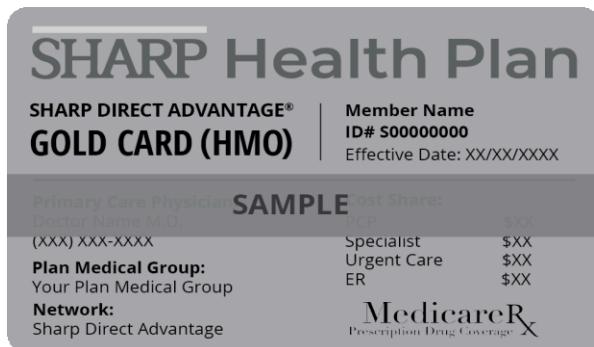 SHARP Health Plan
SHARP DIRECT ADVANTAGE®
GOLD CARD (HMO)
Member Name
ID# S00000000
Effective Date: XX/XX/XXXX
SAMPLE
Primary Care Physician
Doctor Name M.D.
(XXX) XXX-XXXX
Plan Medical Group:
Your Plan Medical Group
Network:
Sharp Direct Advantage
Cost Share:
PCP $XX
Specialist $XX
Urgent Care $XX
ER $XX
MedicareRx
Prescription Drug Coverage